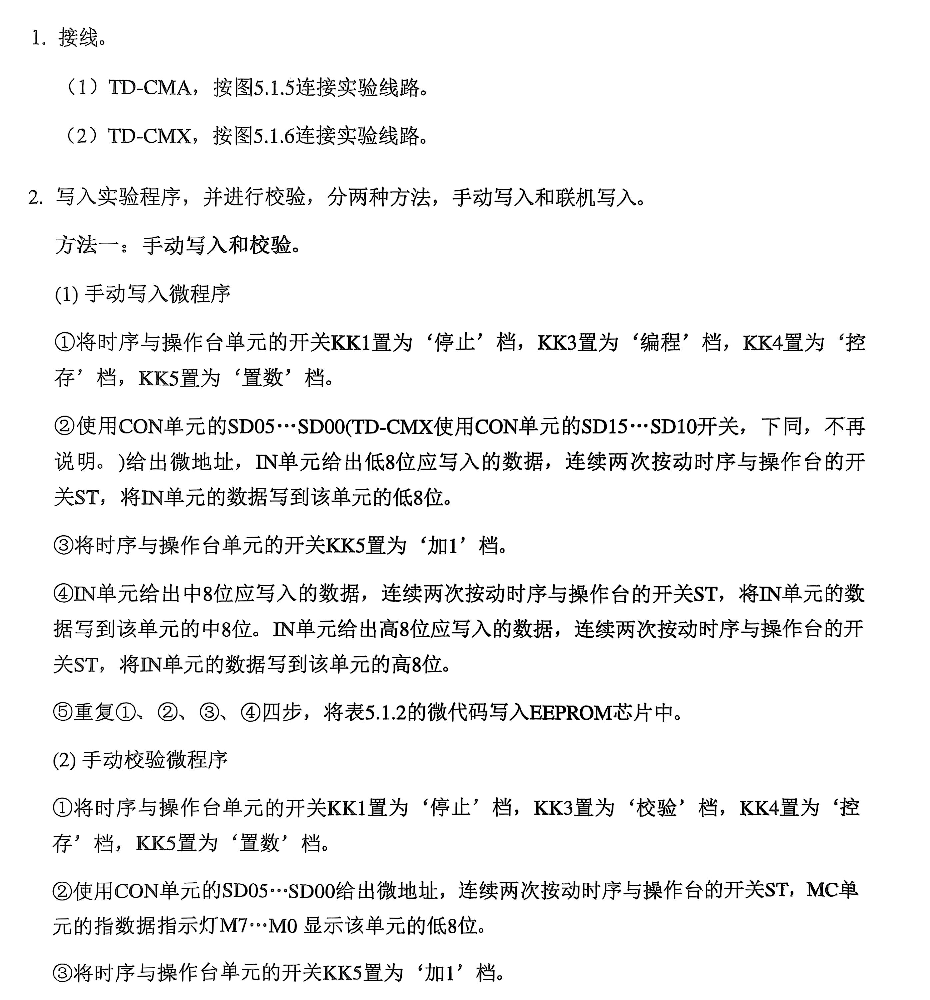 1. 接线。
（1）TD-CMA，按图5.1.5连接实验线路。
（2）TD-CMX，按图5.1.6连接实验线路。
2. 写入实验程序，并进行校验，分两种方法，手动写入和联机写入。
方法一：手动写入和校验。
(1) 手动写入微程序
①将时序与操作台单元的开关KK1置为‘停止’档，KK3置为‘编程’档，KK4置为‘控
存’档，KK5置为‘置数’档。
②使用CON单元的SD05…SD00(TD-CMX使用CON单元的SD15…SD10开关，下同，不再
说明。)给出微地址，IN单元给出低8位应写入的数据，连续两次按动时序与操作台的开
关ST，将IN单元的数据写到该单元的低8位。
③将时序与操作台单元的开关KK5置为‘加1’档。
④IN单元给出中8位应写入的数据，连续两次按动时序与操作台的开关ST，将IN单元的数
据写到该单元的中8位。IN单元给出高8位应写入的数据，连续两次按动时序与操作台的开
关ST，将IN单元的数据写到该单元的高8位。
⑤重复①、②、③、④四步，将表5.1.2的微代码写入EEPROM芯片中。
(2) 手动校验微程序
①将时序与操作台单元的开关KK1置为‘停止’档，KK3置为‘校验’档，KK4置为‘控
存’档，KK5置为‘置数’档。
②使用CON单元的SD05…SD00给出微地址，连续两次按动时序与操作台的开关ST，MC单
元的指数据指示灯M7…M0 显示该单元的低8位。
③将时序与操作台单元的开关KK5置为‘加1’档。